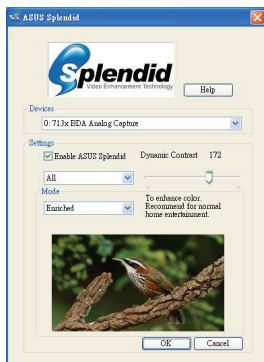 ASUS Splendid
Splendid
Video Enhancement Technology
Help
Devices
0: 713x BDA Analog Capture
Settings
Enable ASUS Splendid
Dynamic Contrast 172
All
Mode
Enriched
To enhance color.
Recommend for normal
home entertainment.
OK
Cancel